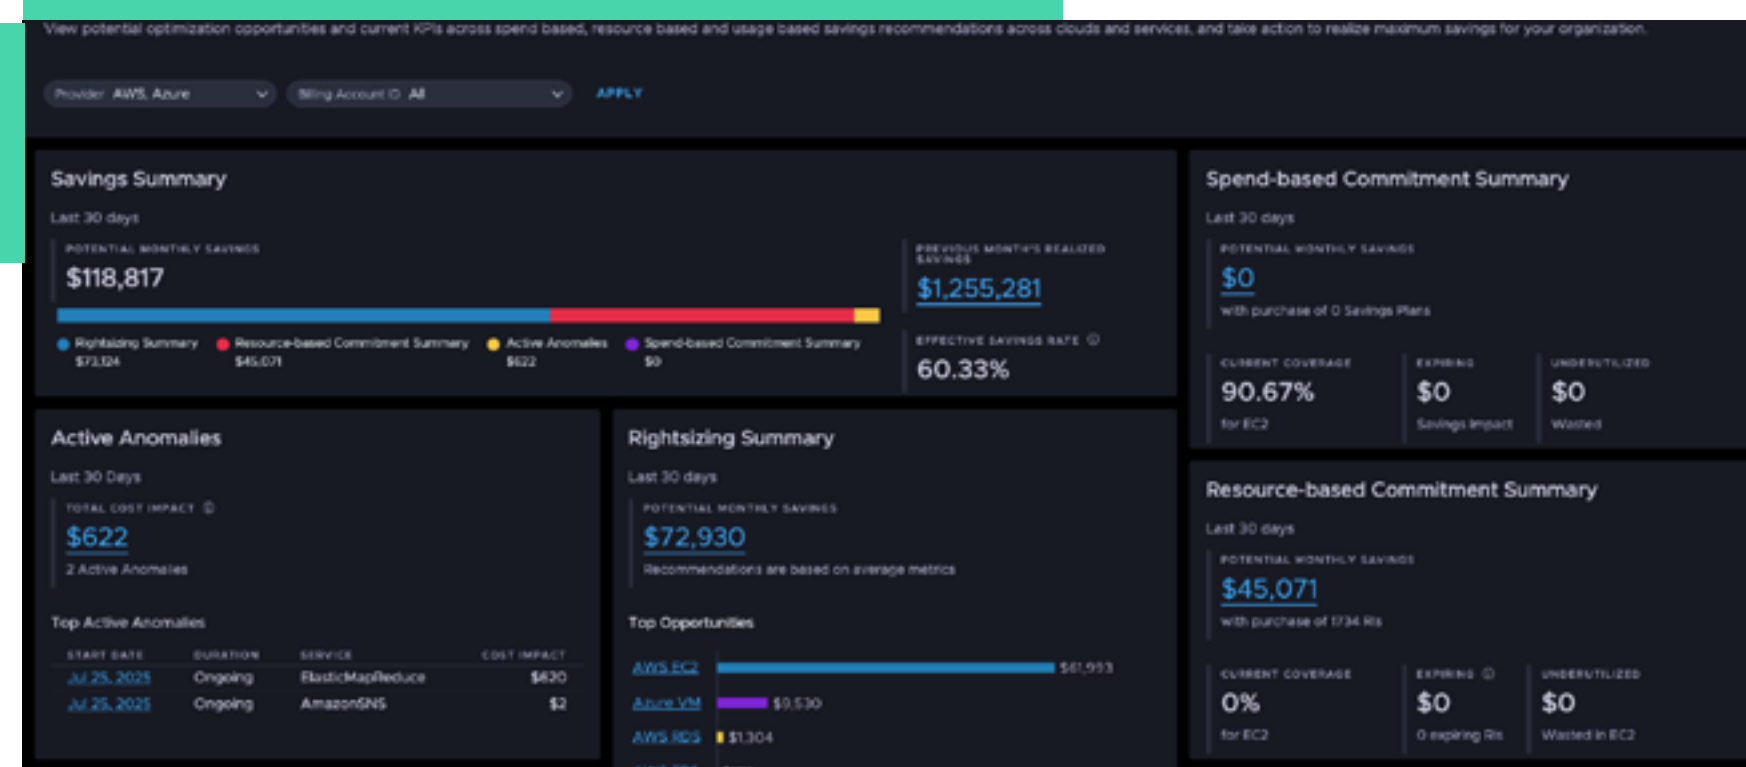 View potential optimization opportunities and current KPIs across spend based, resource based and usage based savings recommendations across clouds and services, and take action to realize maximum savings for your organization.
Provider AWS, Azure
Billing Account ID All
APPLY
Savings Summary
Last 30 days
POTENTIAL MONTHLY SAVINGS
$118,817
Rightsizing Summary
$73,124
Resource-based Commitment Summary
$45,071
Active Anomalies
$622
Spend-based Commitment Summary
$0
PREVIOUS MONTH'S REALIZED
SAVINGS
$1,255,281
EFFECTIVE SAVINGS RATE
60.33%
Spend-based Commitment Summary
Last 30 days
POTENTIAL MONTHLY SAVINGS
$0
with purchase of 0 Savings Plans
CURRENT COVERAGE
90.67%
for EC2
EXPIRING
$0
Savings Impact
UNDERUTILIZED
$0
Wasted
Active Anomalies
Last 30 Days
TOTAL COST IMPACT
$622
2 Active Anomalies
Top Active Anomalies
START DATE DURATION SERVICE COST IMPACT
Jul 25, 2025 Ongoing ElasticMapReduce $620
Jul 25, 2025 Ongoing AmazonSNS $2
Rightsizing Summary
Last 30 days
POTENTIAL MONTHLY SAVINGS
$72,930
Recommendations are based on average metrics
Top Opportunities
AWS EC2 $61,993
Azure VM $9,530
AWS RDS $1,304
Resource-based Commitment Summary
Last 30 days
POTENTIAL MONTHLY SAVINGS
$45,071
with purchase of 1734 RIs
CURRENT COVERAGE
0%
for EC2
EXPIRING
$0
0 expiring RIs
UNDERUTILIZED
$0
Wasted in EC2